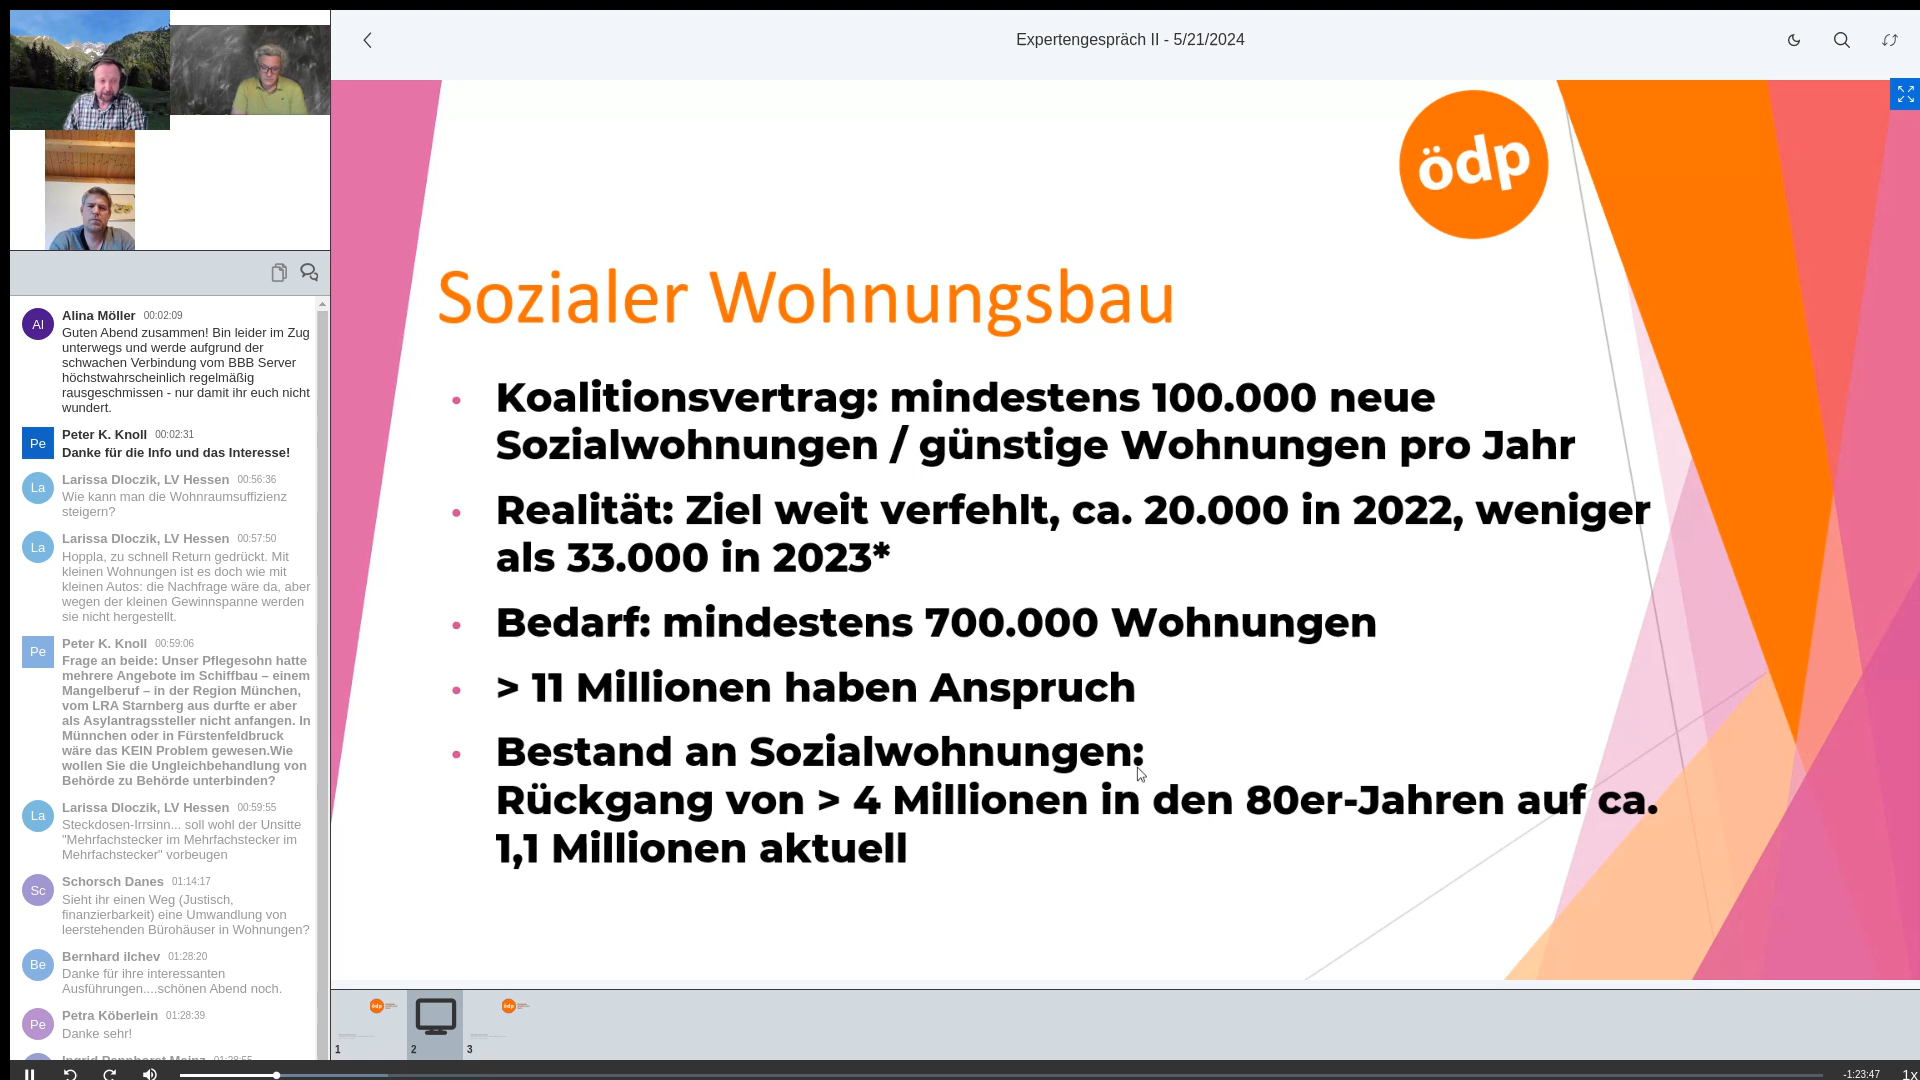 Expertengespräch II - 5/21/2024
Alina Möller 00:02:09
Guten Abend zusammen! Bin leider im Zug
unterwegs und werde aufgrund der
schwachen Verbindung vom BBB Server
höchstwahrscheinlich regelmäßig
rausgeschmissen - nur damit ihr euch nicht
wundert.
Peter K. Knoll 00:02:31
Danke für die Info und das Interesse!
Larissa Dloczik, LV Hessen 00:56:36
Wie kann man die Wohnraumsuffizienz
steigern?
Larissa Dloczik, LV Hessen 00:57:50
Hoppla, zu schnell Return gedrückt. Mit
kleinen Wohnungen ist es doch wie mit
kleinen Autos: die Nachfrage wäre da, aber
wegen der kleinen Gewinnspanne werden
sie nicht hergestellt.
Peter K. Knoll 00:59:06
Frage an beide: Unser Pflegesohn hatte
mehrere Angebote im Schiffbau – einem
Mangelberuf – in der Region München,
vom LRA Starnberg aus durfte er aber
als Asylantragssteller nicht anfangen. In
Münnchen oder in Fürstenfeldbruck
wäre das KEIN Problem gewesen.Wie
wollen Sie die Ungleichbehandlung von
Behörde zu Behörde unterbinden?
Larissa Dloczik, LV Hessen 00:59:55
Steckdosen-Irrsinn... soll wohl der Unsitte
"Mehrfachstecker im Mehrfachstecker im
Mehrfachstecker" vorbeugen
Schorsch Danes 01:14:17
Sieht ihr einen Weg (Justisch,
finanzierbarkeit) eine Umwandlung von
leerstehenden Bürohäuser in Wohnungen?
Bernhard ilchev 01:28:20
Danke für ihre interessanten
Ausführungen....schönen Abend noch.
Petra Köberlein 01:28:39
Danke sehr!
Al
Pe
La
La
Pe
La
Sc
Be
Pe
ödp
Sozialer Wohnungsbau
• Koalitionsvertrag: mindestens 100.000 neue
Sozialwohnungen / günstige Wohnungen pro Jahr
• Realität: Ziel weit verfehlt, ca. 20.000 in 2022, weniger
als 33.000 in 2023*
• Bedarf: mindestens 700.000 Wohnungen
• > 11 Millionen haben Anspruch
• Bestand an Sozialwohnungen:
Rückgang von > 4 Millionen in den 80er-Jahren auf ca.
1,1 Millionen aktuell
ödp
ödp
1
2
3
-1:23:47
1x